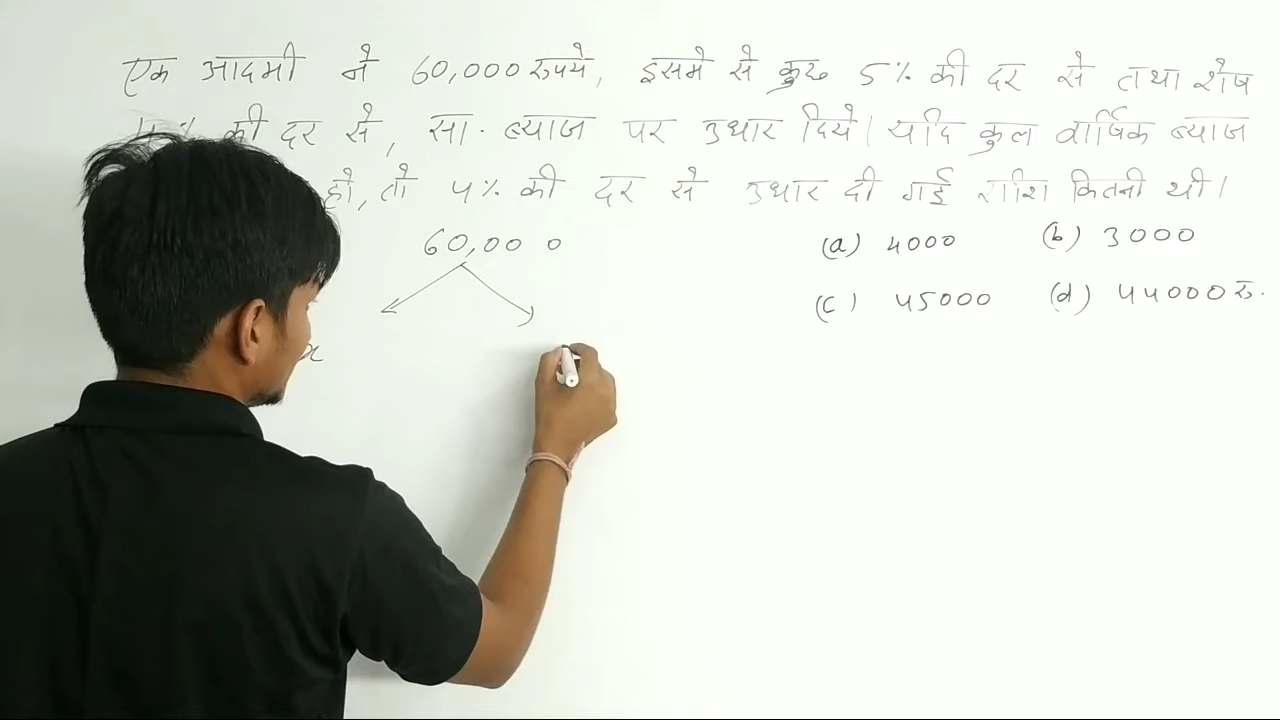 एक आदमी ने 60,000 रुपये, इसमे से कुछ 5% की दर से तथा शेष
4% की दर से, सा. ब्याज पर उधार दिये। यदि कुल वार्षिक ब्याज
हो, तो 4% की दर से उधार दी गई राशि कितनी थी।
60,000
(a) 4000 (b) 3000
(c) 45000 (d) 44000 रु.
x